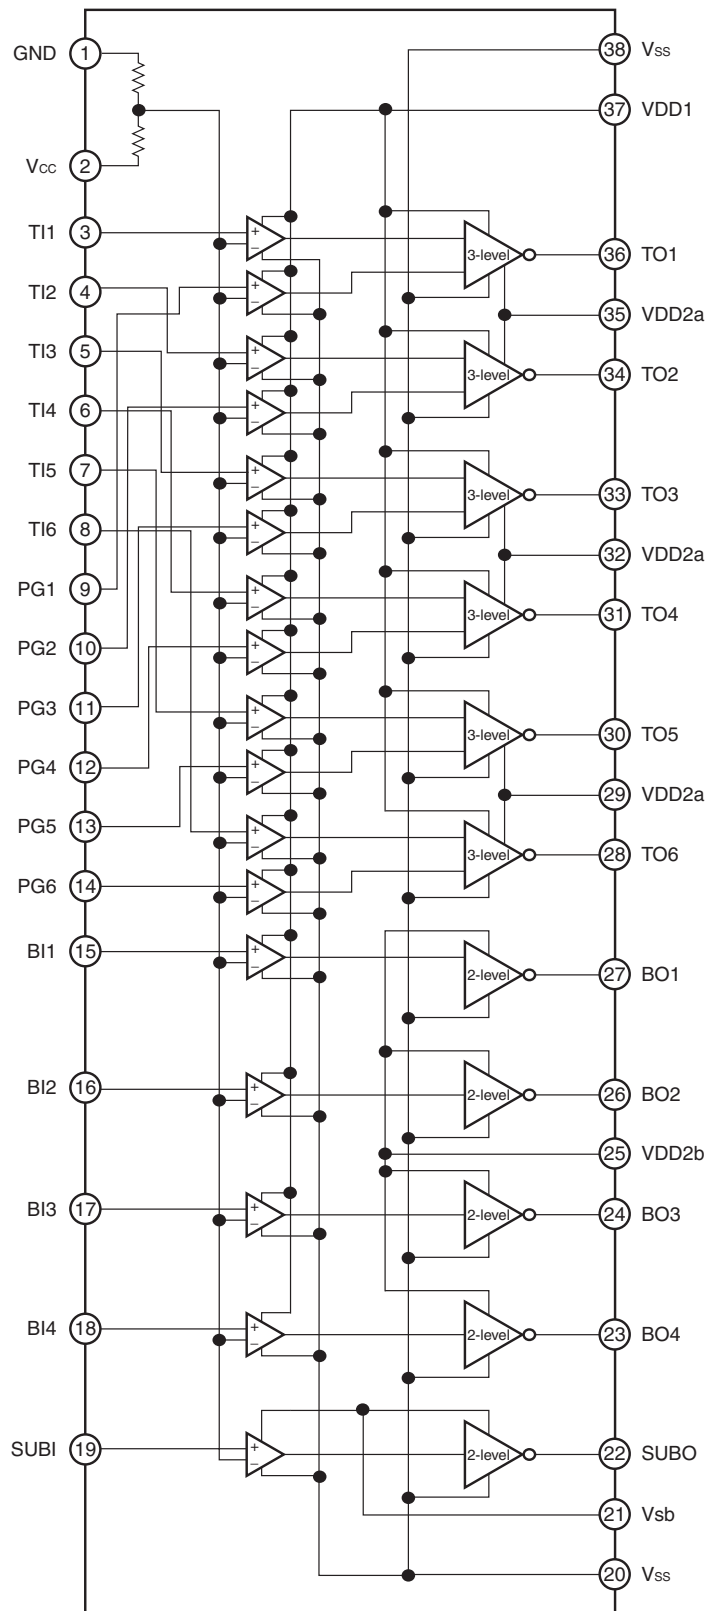 GND 1
Vcc 2
TI1 3
TI2 4
TI3 5
TI4 6
TI5 7
TI6 8
PG1 9
PG2 10
PG3 11
PG4 12
PG5 13
PG6 14
BI1 15
BI2 16
BI3 17
BI4 18
SUBI 19
+
−
+
−
+
−
+
−
+
−
+
−
+
−
+
−
+
−
+
−
+
−
+
−
+
−
+
−
+
−
+
−
+
−
3-level
3-level
3-level
3-level
3-level
3-level
2-level
2-level
2-level
2-level
2-level
38 Vss
37 VDD1
36 TO1
35 VDD2a
34 TO2
33 TO3
32 VDD2a
31 TO4
30 TO5
29 VDD2a
28 TO6
27 BO1
26 BO2
25 VDD2b
24 BO3
23 BO4
22 SUBO
21 Vsb
20 Vss